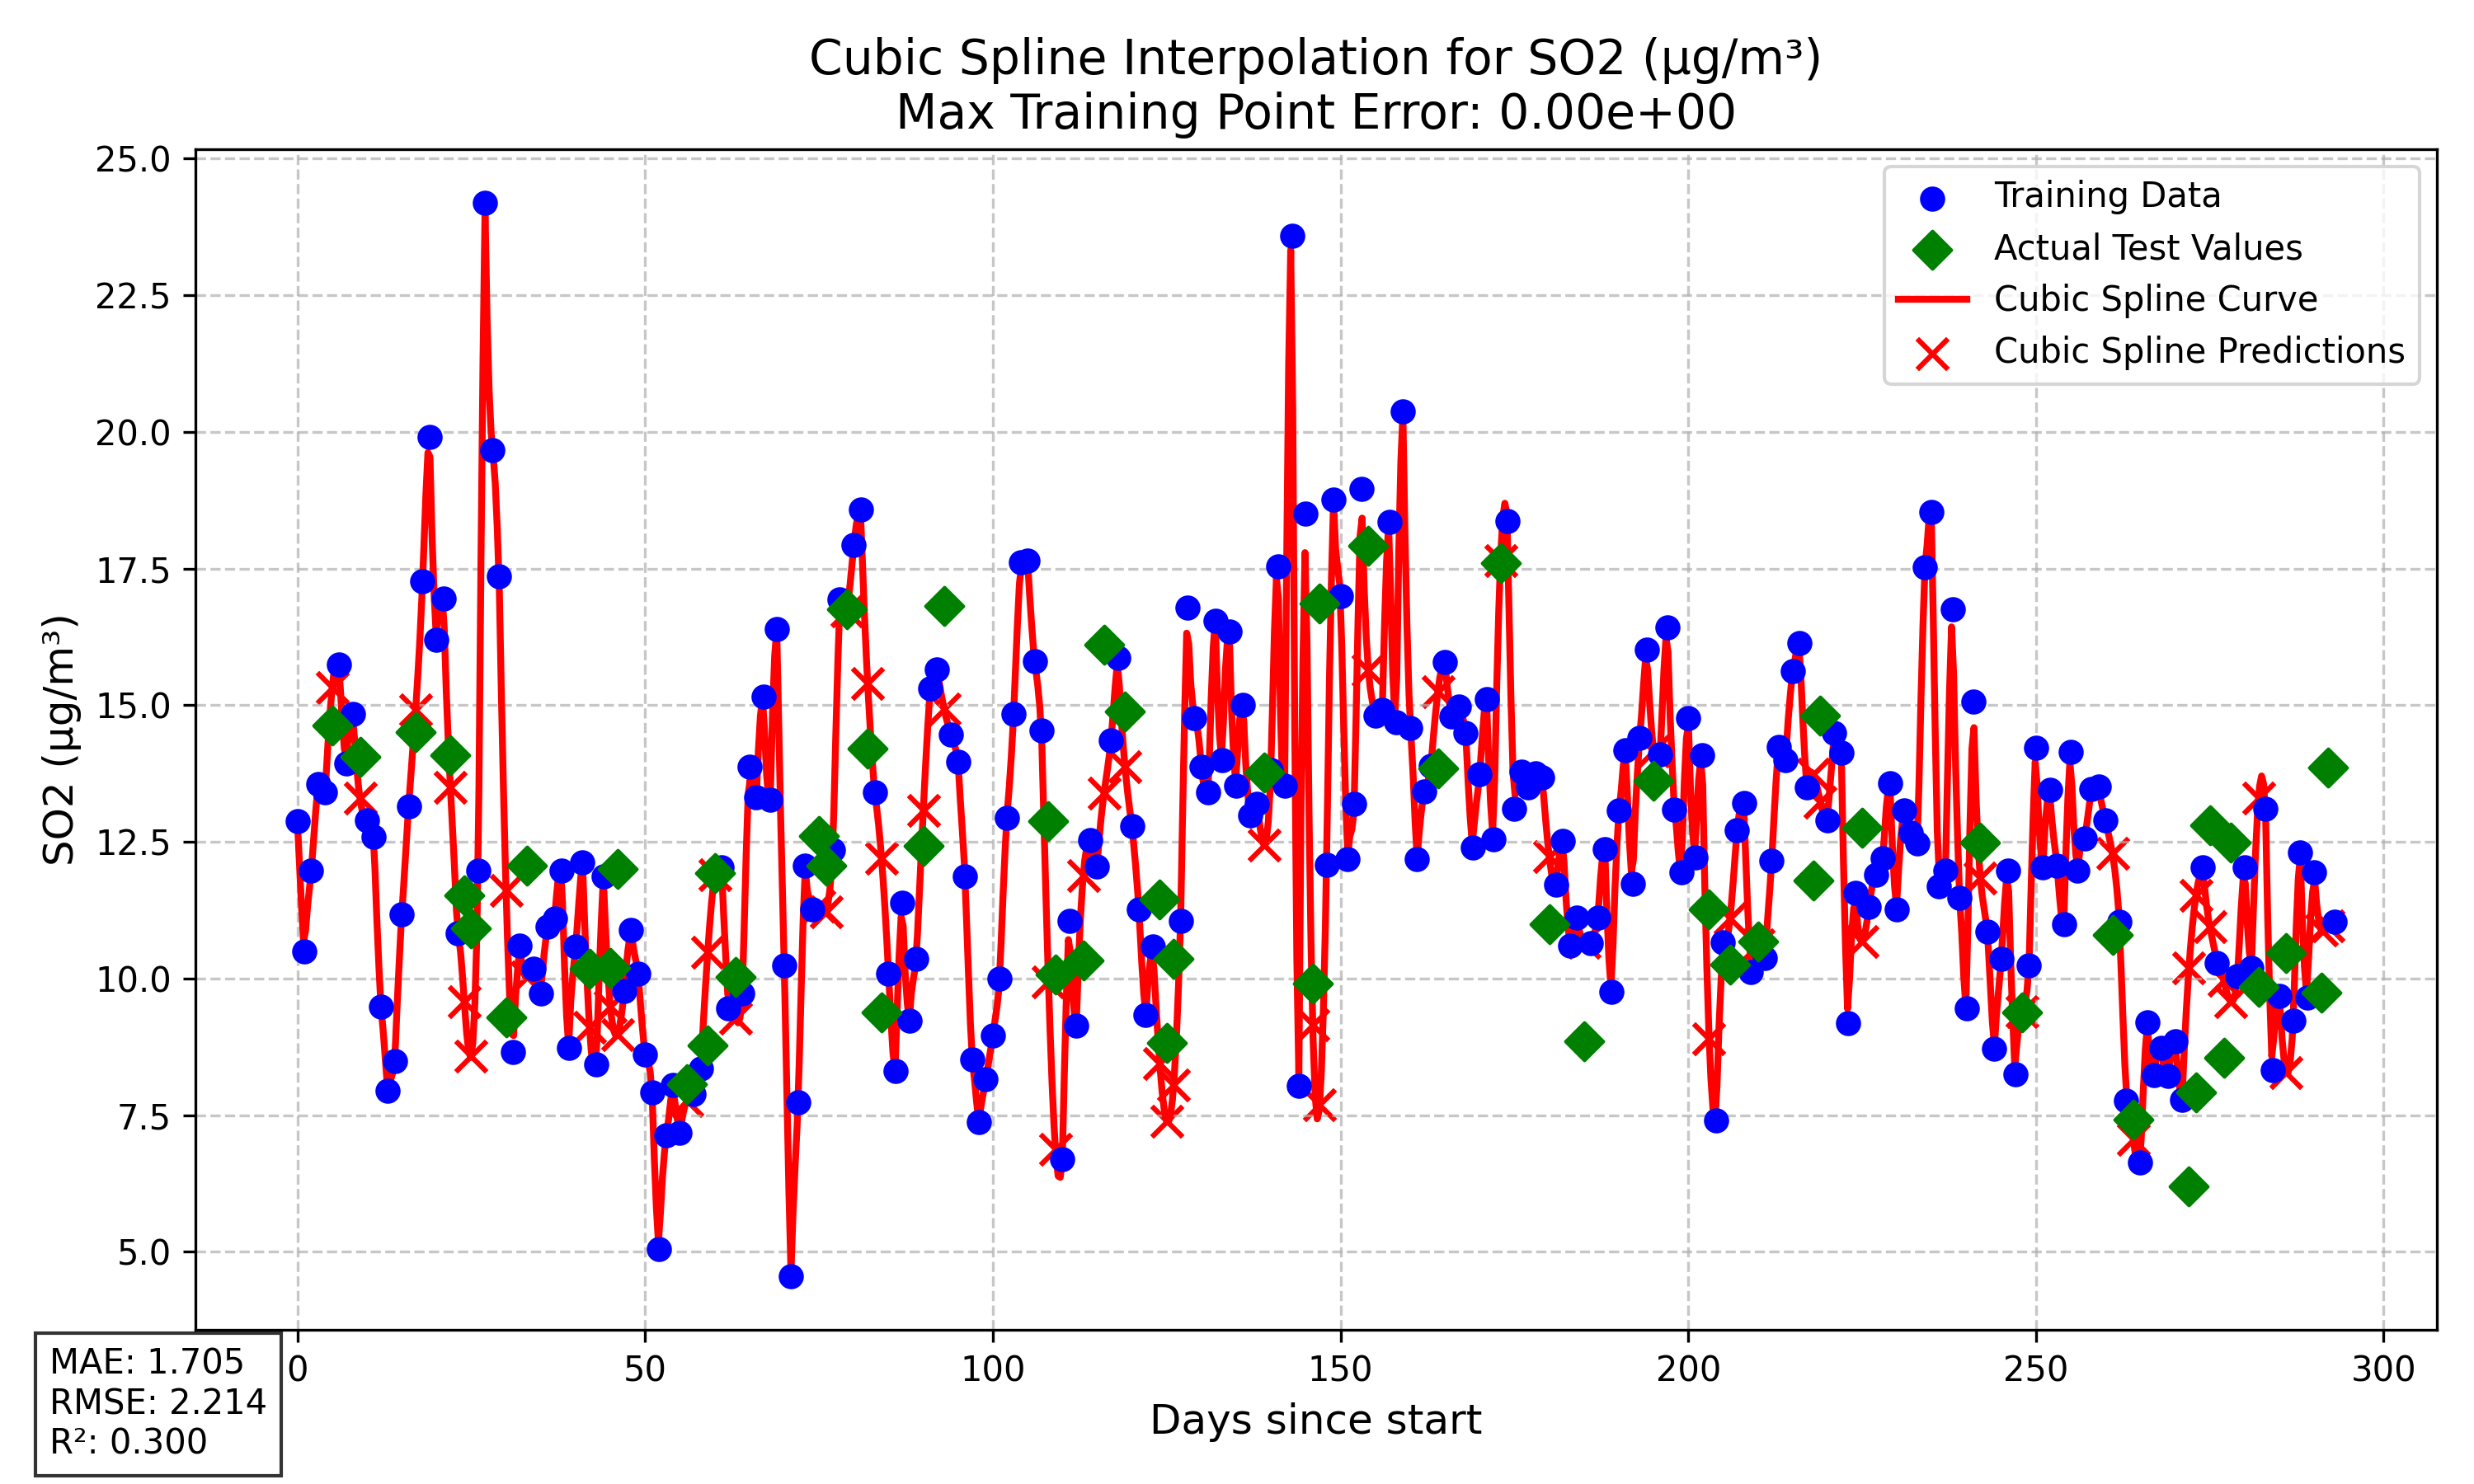 Cubic Spline Interpolation for SO2 (μg/m³)
Max Training Point Error: 0.00e+00
25.0
22.5
20.0
17.5
15.0
12.5
10.0
7.5
5.0
SO2 (μg/m³)
Training Data
Actual Test Values
Cubic Spline Curve
Cubic Spline Predictions
0
50
100
150
200
250
300
Days since start
MAE: 1.705
RMSE: 2.214
R²: 0.300